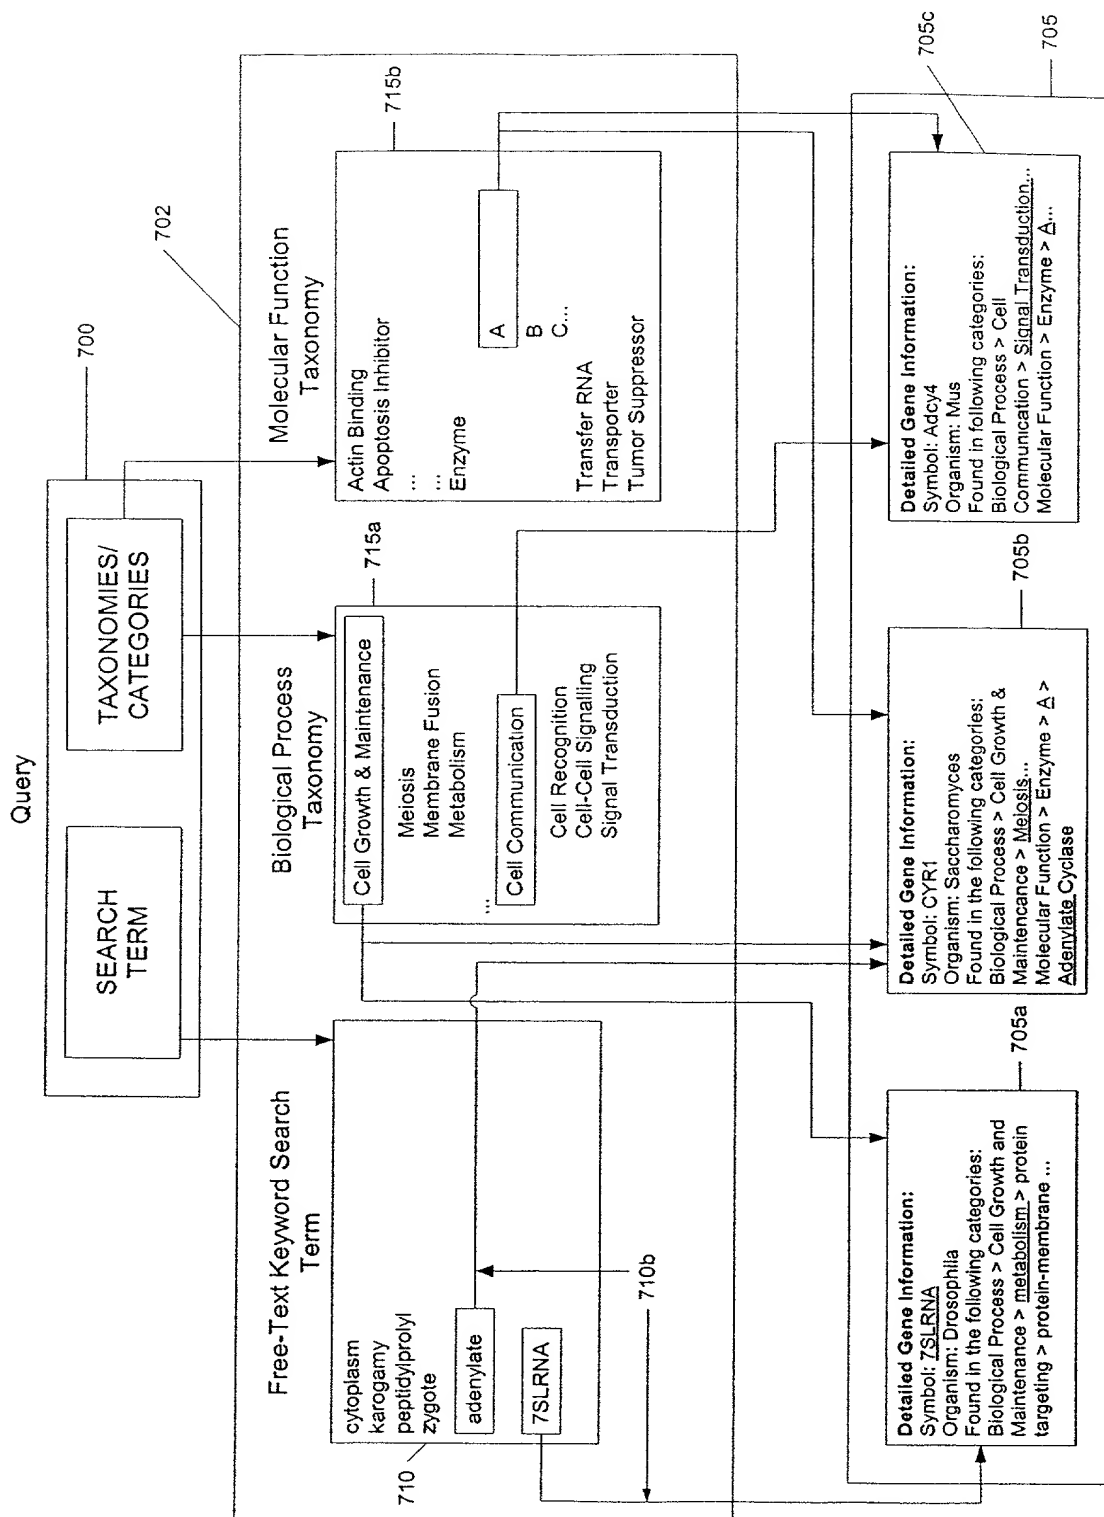 Query
700
SEARCH
TERM
TAXONOMIES/
CATEGORIES
702
Free-Text Keyword Search
Term
cytoplasm
karogamy
peptidylprolyl
zygote
adenylate
7SLRNA
710
710b
Biological Process
Taxonomy
715a
Cell Growth & Maintenance
Meiosis
Membrane Fusion
Metabolism
...
Cell Communication
Cell Recognition
Cell-Cell Signalling
Signal Transduction
Molecular Function
Taxonomy
715b
Actin Binding
Apoptosis Inhibitor
...
...
Enzyme
A
B
C...
Transfer RNA
Transporter
Tumor Suppressor
705a
Detailed Gene Information:
Symbol: 7SLRNA
Organism: Drosophilia
Found in the following categories:
Biological Process > Cell Growth and
Maintenance > metabolism > protein
targeting > protein-membrane ...
705b
Detailed Gene Information:
Symbol: CYR1
Organism: Saccharomyces
Found in the following categories:
Biological Process > Cell Growth &
Maintencance > Meiosis...
Molecular Function > Enzyme > A >
Adenylate Cyclase
705c
Detailed Gene Information:
Symbol: Adcy4
Organism: Mus
Found in following categories:
Biological Process > Cell
Communication > Signal Transduction...
Molecular Function > Enzyme > A...
705